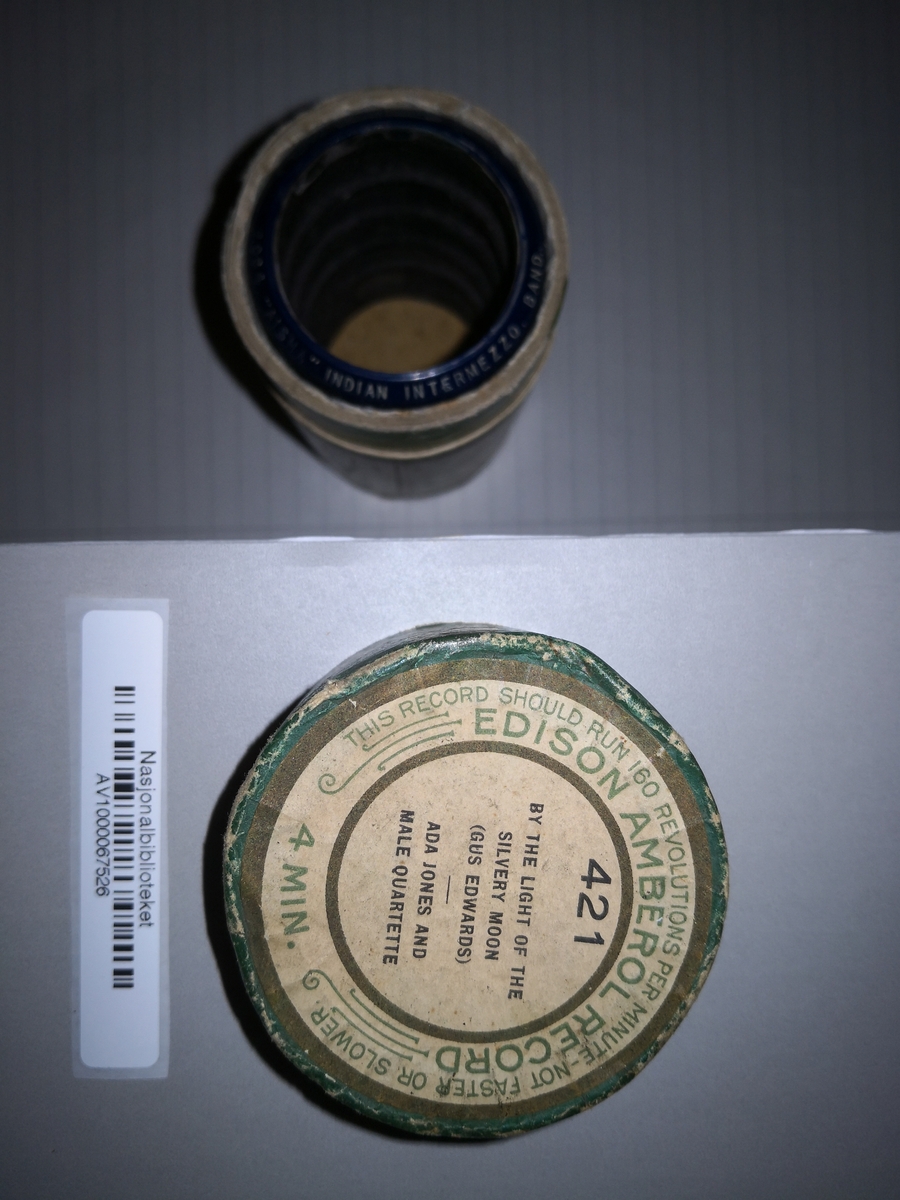 " INDIAN INTERMEZZO. BAND.
THIS RECORD SHOULD RUN 160 REVOLUTIONS PER MINUTE-NOT FASTER OR SLOWER.
EDISON AMBEROL RECORD
4 MIN.
421
BY THE LIGHT OF THE
SILVERY MOON
(GUS EDWARDS)
ADA JONES AND
MALE QUARTETTE
Nasjonalbiblioteket
AV1000067526